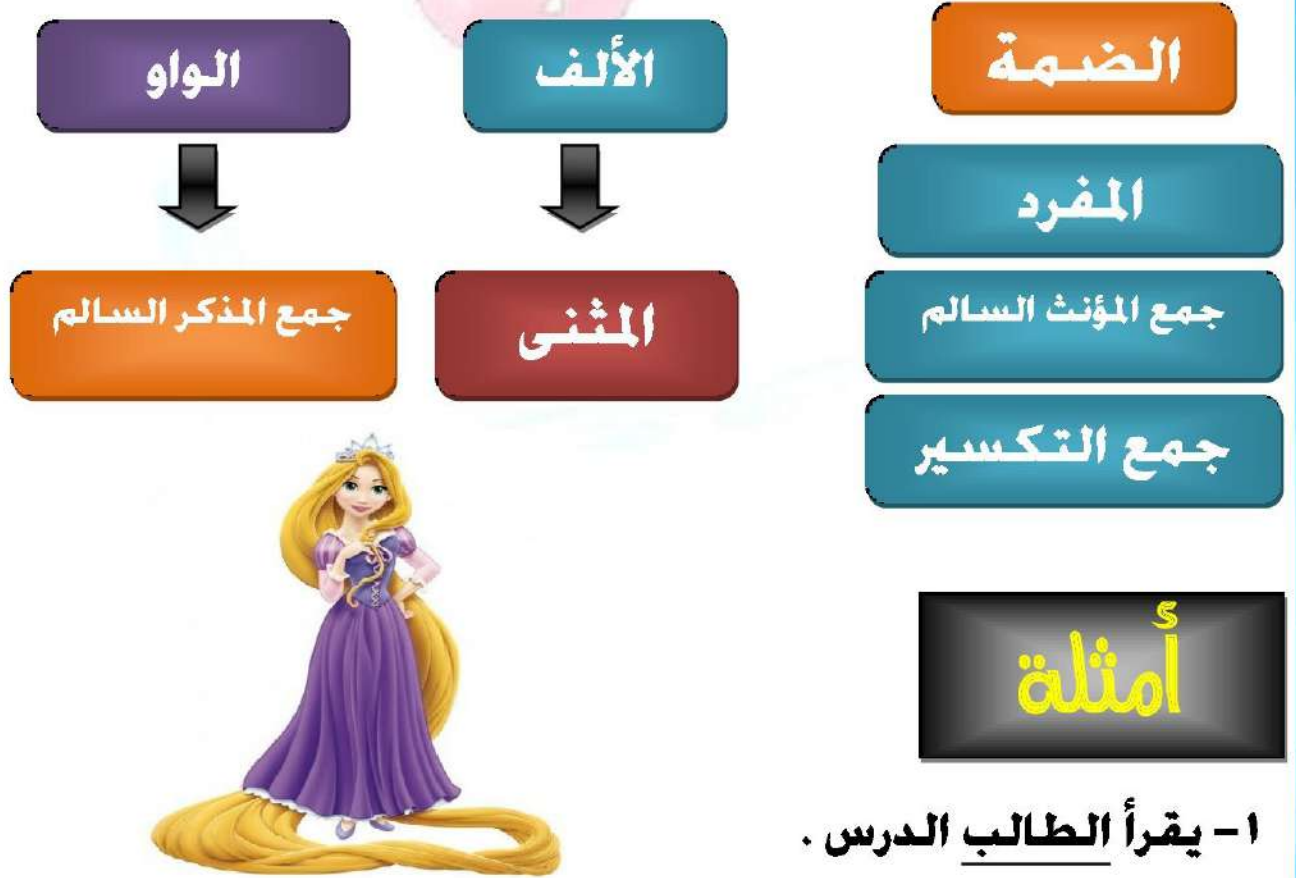 الضمة
الألف
الواو
المفرد
جمع المؤنث السالم
المثنى
جمع المذكر السالم
جمع التكسير
أمثلة
١- يقرأ الطالب الدرس .